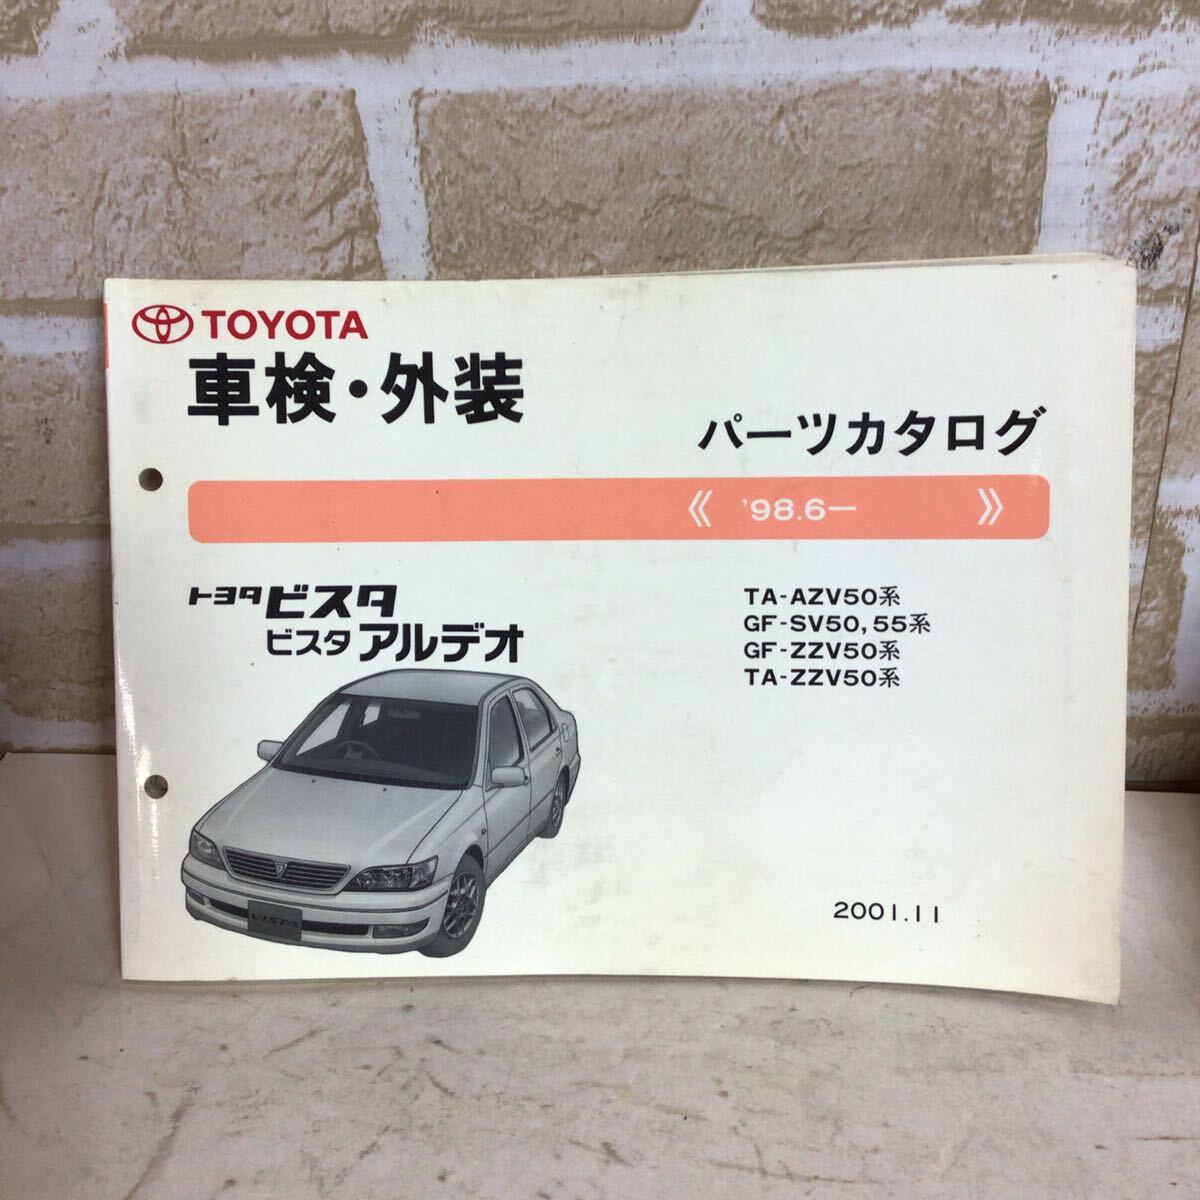 TOYOTA
車検・外装
パーツカタログ
《 '98.6ー 》
トヨタ ビスタ
ビスタ アルデオ
TA-AZV50系
GF-SV50,55系
GF-ZZV50系
TA-ZZV50系
VISTA
2001.11